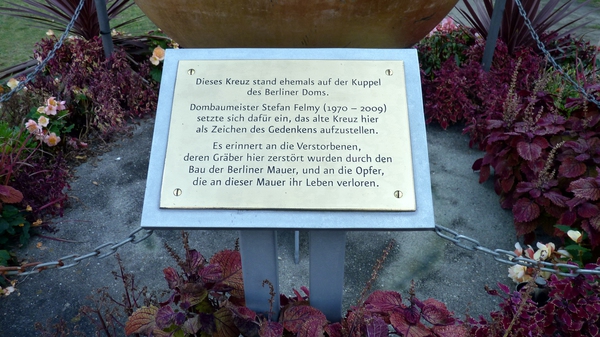 Dieses Kreuz stand ehemals auf der Kuppel
des Berliner Doms.
Dombaumeister Stefan Felmy (1970 – 2009)
setzte sich dafür ein, das alte Kreuz hier
als Zeichen des Gedenkens aufzustellen.
Es erinnert an die Verstorbenen,
deren Gräber hier zerstört wurden durch den
Bau der Berliner Mauer, und an die Opfer,
die an dieser Mauer ihr Leben verloren.